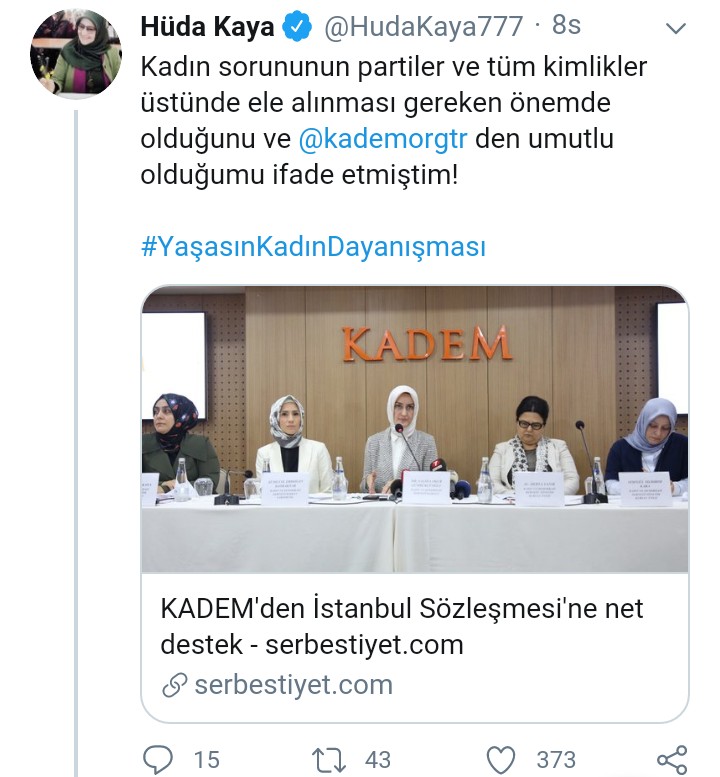 Hüda Kaya @HudaKaya777 · 8s
Kadın sorununun partiler ve tüm kimlikler
üstünde ele alınması gereken önemde
olduğunu ve @kademorgtr den umutlu
olduğumu ifade etmiştim!
#YaşasınKadınDayanışması
KADEM
KADEM'den İstanbul Sözleşmesi'ne net
destek - serbestiyet.com
serbestiyet.com
15 43 373